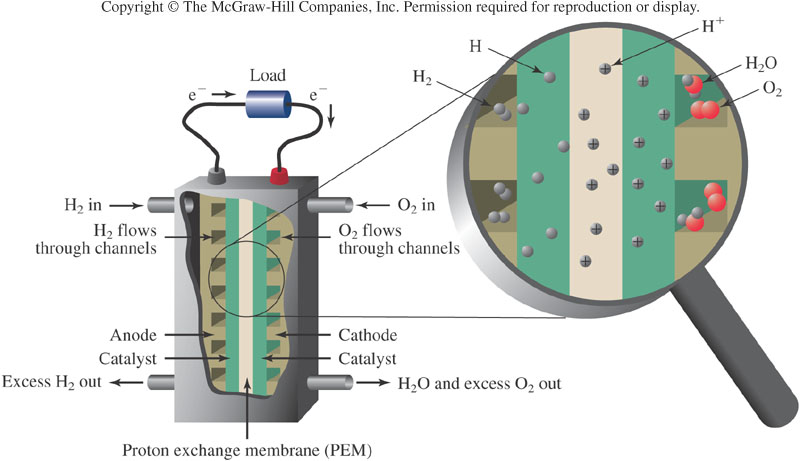 Copyright © The McGraw-Hill Companies, Inc. Permission required for reproduction or display.
H⁺
H
H₂O
H₂
O₂
Load
e⁻
e⁻
H₂ in
O₂ in
H₂ flows
through channels
O₂ flows
through channels
Anode
Cathode
Catalyst
Catalyst
Excess H₂ out
H₂O and excess O₂ out
Proton exchange membrane (PEM)